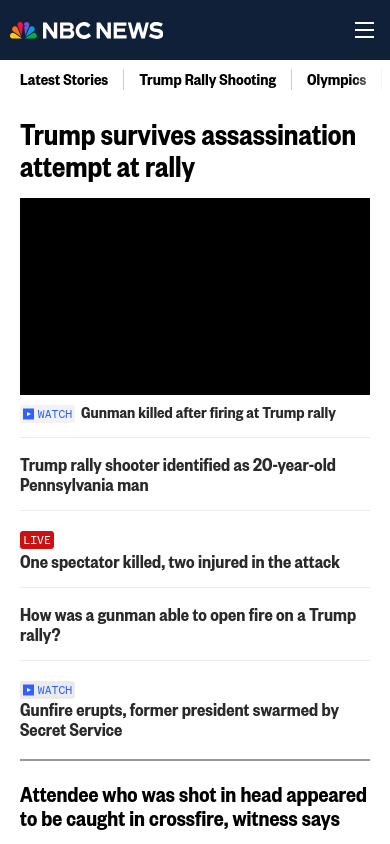 NBC NEWS
Latest Stories
Trump Rally Shooting
Olympics
Trump survives assassination
attempt at rally
WATCH Gunman killed after firing at Trump rally
Trump rally shooter identified as 20-year-old
Pennsylvania man
LIVE
One spectator killed, two injured in the attack
How was a gunman able to open fire on a Trump
rally?
WATCH
Gunfire erupts, former president swarmed by
Secret Service
Attendee who was shot in head appeared
to be caught in crossfire, witness says